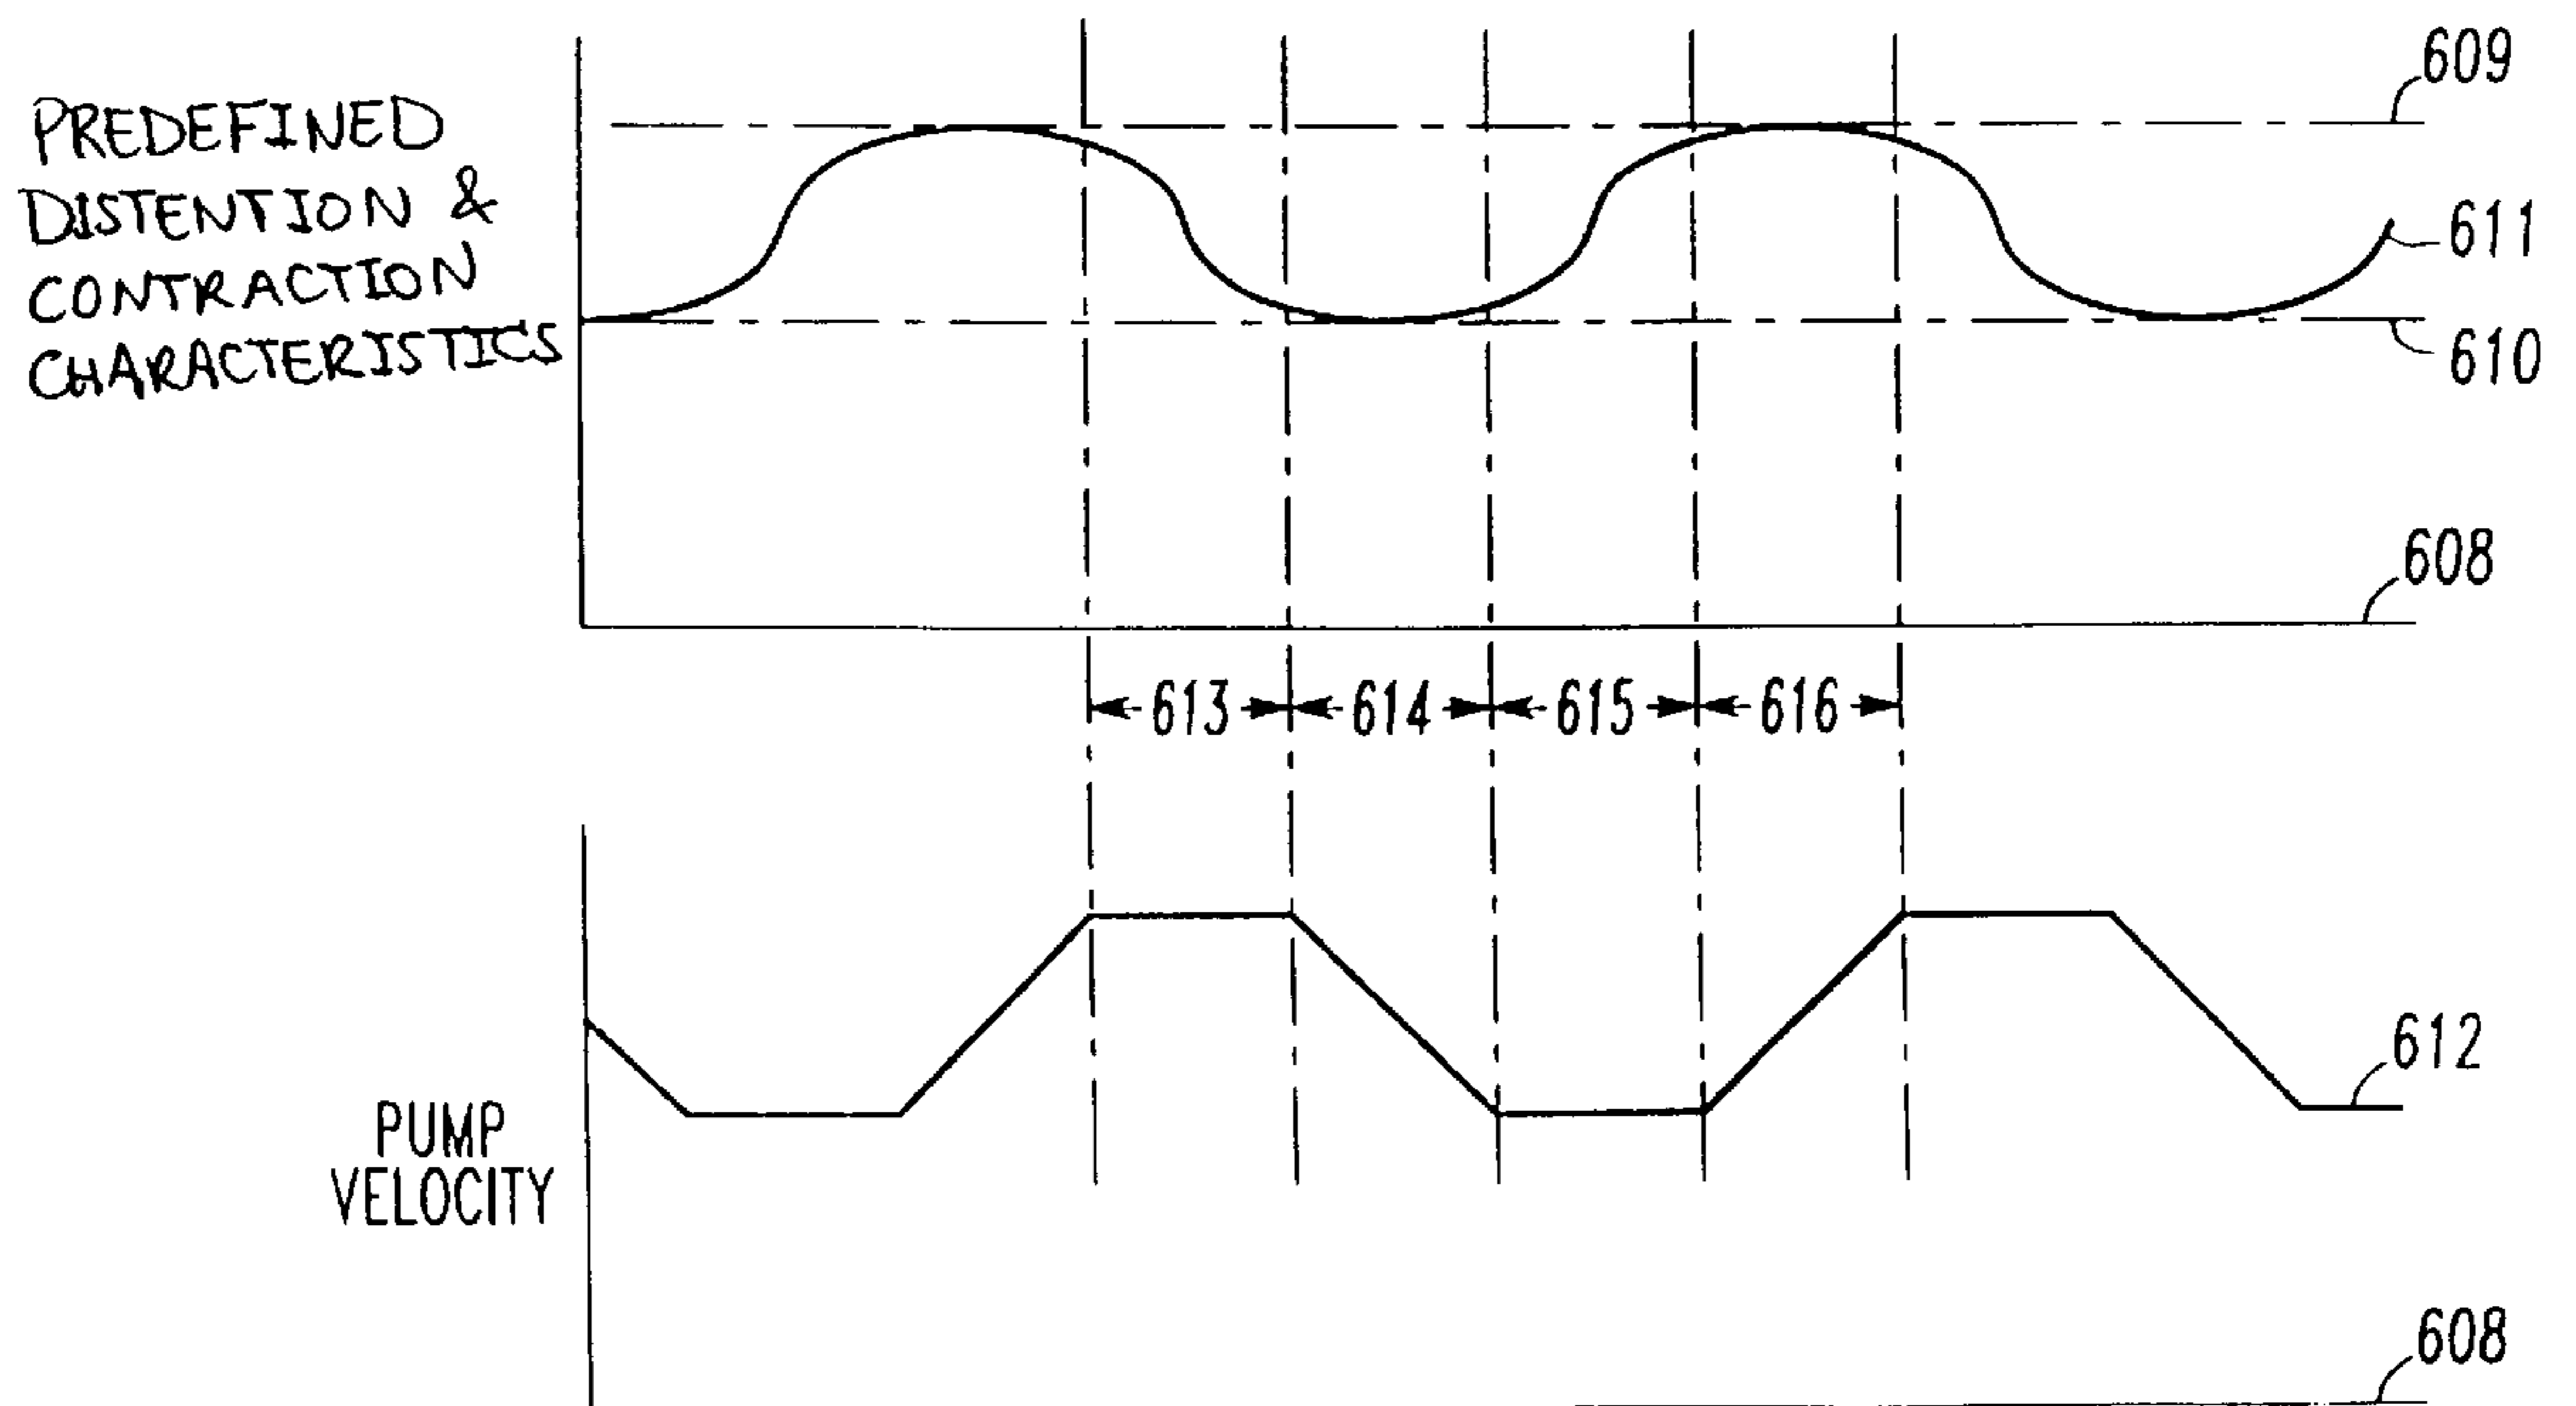 609
PREDEFINED
DISTENTION &
CONTRACTION
CHARACTERISTICS
611
610
608
613 614 615 616
612
PUMP
VELOCITY
608